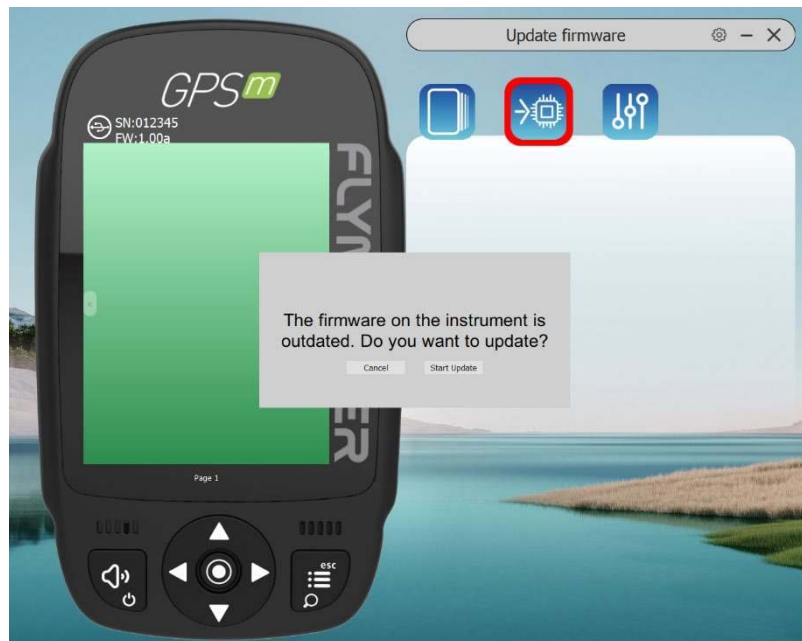 Update firmware
GPSm
SN:012345
FW:1.00a
The firmware on the instrument is
outdated. Do you want to update?
Cancel
Start Update
Page 1
esc